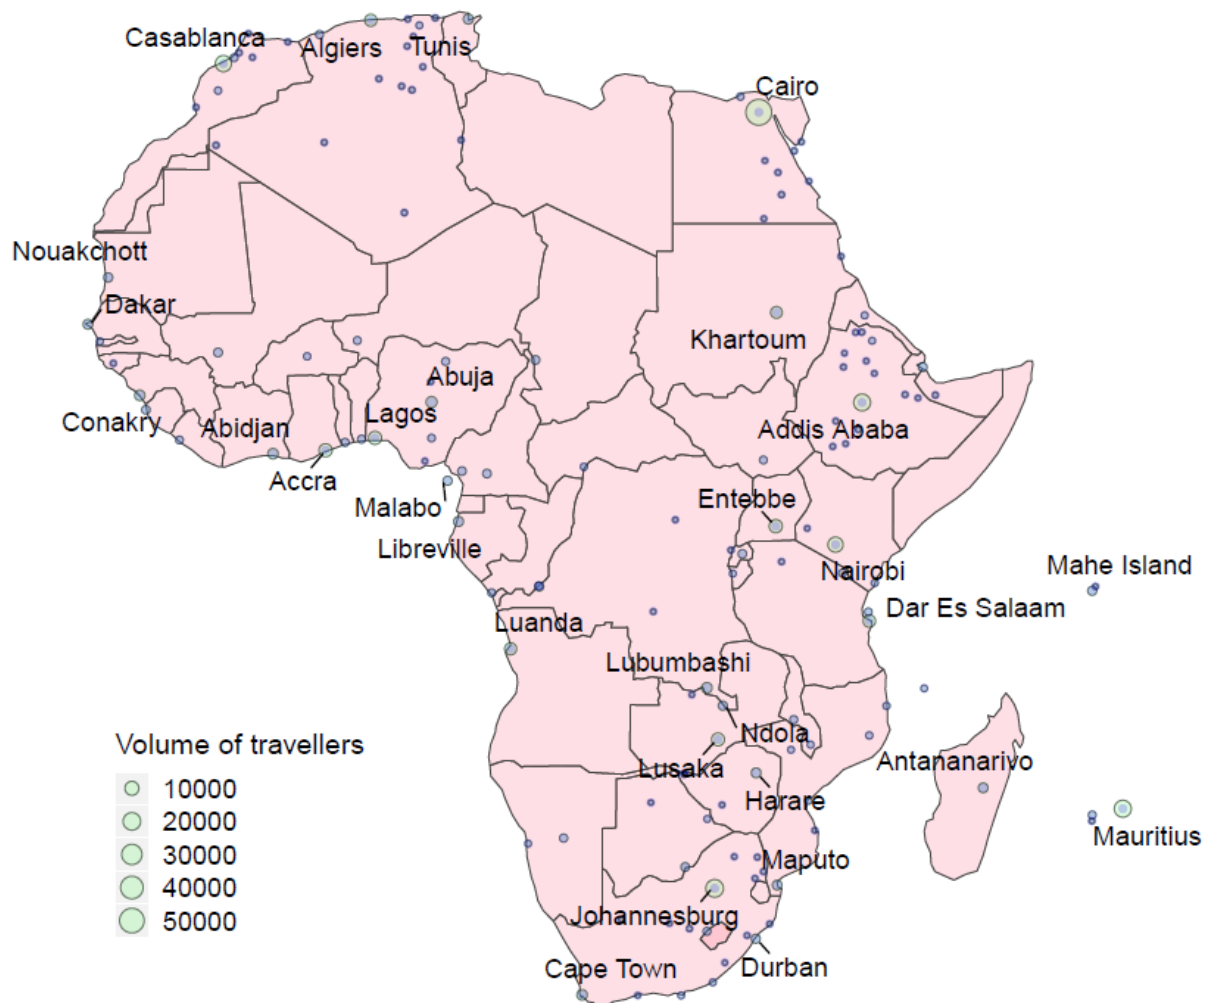 Casablanca
Algiers
Tunis
Cairo
Nouakchott
Dakar
Khartoum
Abuja
Conakry
Abidjan
Lagos
Addis Ababa
Accra
Malabo
Entebbe
Libreville
Nairobi
Mahe Island
Dar Es Salaam
Luanda
Lubumbashi
Ndola
Volume of travellers
Lusaka
Antananarivo
10000
Harare
20000
Mauritius
30000
Maputo
40000
50000
Johannesburg
Cape Town
Durban